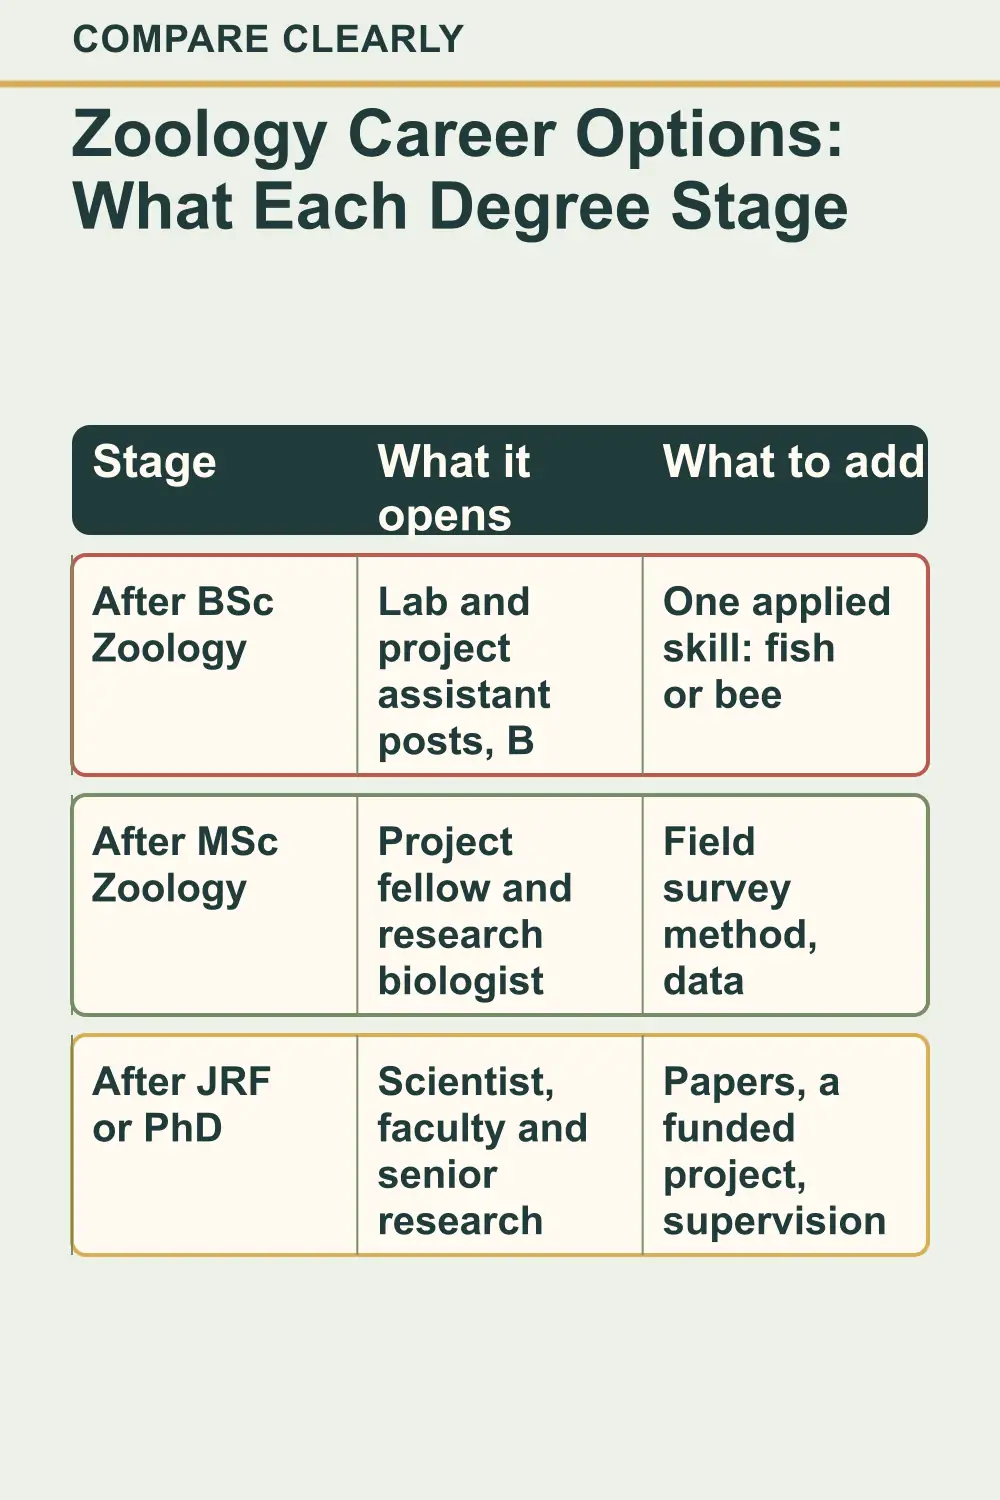 COMPARE CLEARLY
Zoology Career Options:
What Each Degree Stage
Stage
What it
opens
What to add
After BSc
Zoology
Lab and
project
assistant
posts, B
One applied
skill: fish
or bee
After MSc
Zoology
Project
fellow and
research
biologist
Field
survey
method,
data
After JRF
or PhD
Scientist,
faculty and
senior
research
Papers, a
funded
project,
supervision